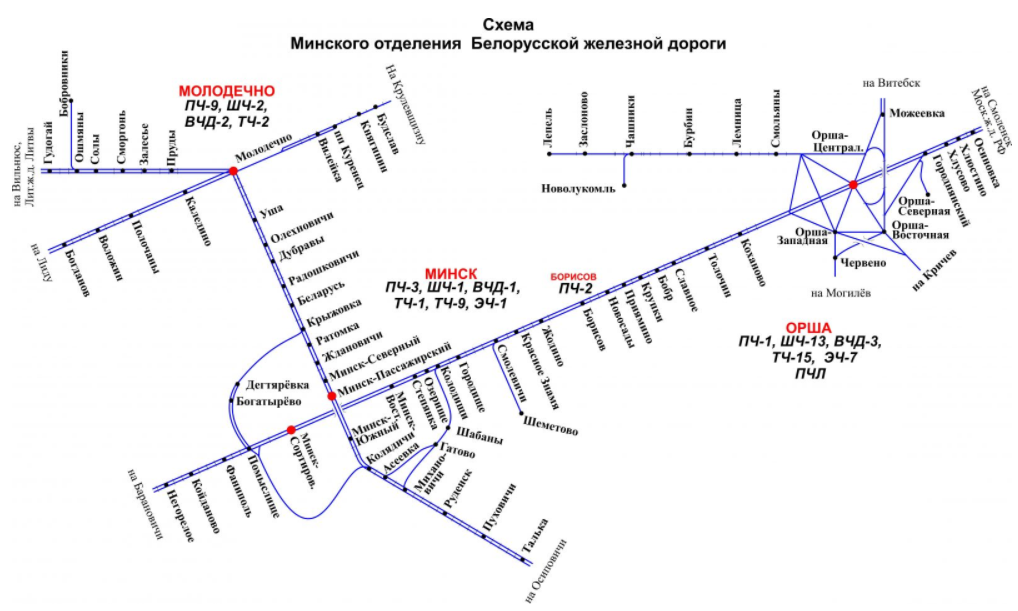 Схема
Минского отделения Белорусской железной дороги
МОЛОДЕЧНО
ПЧ-9, ШЧ-2,
ВЧД-2, ТЧ-2
на Вильнюс,
Лит.ж.д. Литвы
Гудогай
Бобровники
Ошмяны
Солы
Сморгонь
Залесье
Пруды
Молодечно
Вилейка
пп Куренец
Княгинин
Будслав
На Крулевщизну
на Лиду
Богданов
Воложин
Полочаны
Каледино
Уша
Олехновичи
Дубравы
Радошковичи
Беларусь
Крыжовка
Ратомка
Ждановичи
Минск-Северный
Минск-Пассажирский
Дегтярёвка
Богатырёво
МИНСК
ПЧ-3, ШЧ-1, ВЧД-1,
ТЧ-1, ТЧ-9, ЭЧ-1
БОРИСОВ
ПЧ-2
Лепель
Заслоново
Чашники
Бурбин
Лемница
Смольяны
Новолукомль
на Витебск
Можеевка
Орша-
Централ.
на Смоленск
Моск.ж.д. РФ
Осиновка
Хлюстино
Хлусово
Городнянский
Орша-
Северная
Орша-
Западная
Орша-
Восточная
Червено
на Кричев
на Могилёв
ОРША
ПЧ-1, ШЧ-13, ВЧД-3,
ТЧ-15, ЭЧ-7
ПЧЛ
Коханово
Толочин
Славное
Бобр
Крупки
Приямино
Новосады
Борисов
Жодино
Красное Знамя
Смолевичи
Шеметово
Городище
Колодищи
Озерище
Степянка
Минск-
Вост.
Минск-
Южный
Колядичи
Асеевка
Шабаны
Гатово
Михано-
вичи
Руденск
Пуховичи
Талька
на Осиповичи
Минск-
Сортиров.
Помыслище
Фаниполь
Койданово
Негорелое
на Барановичи